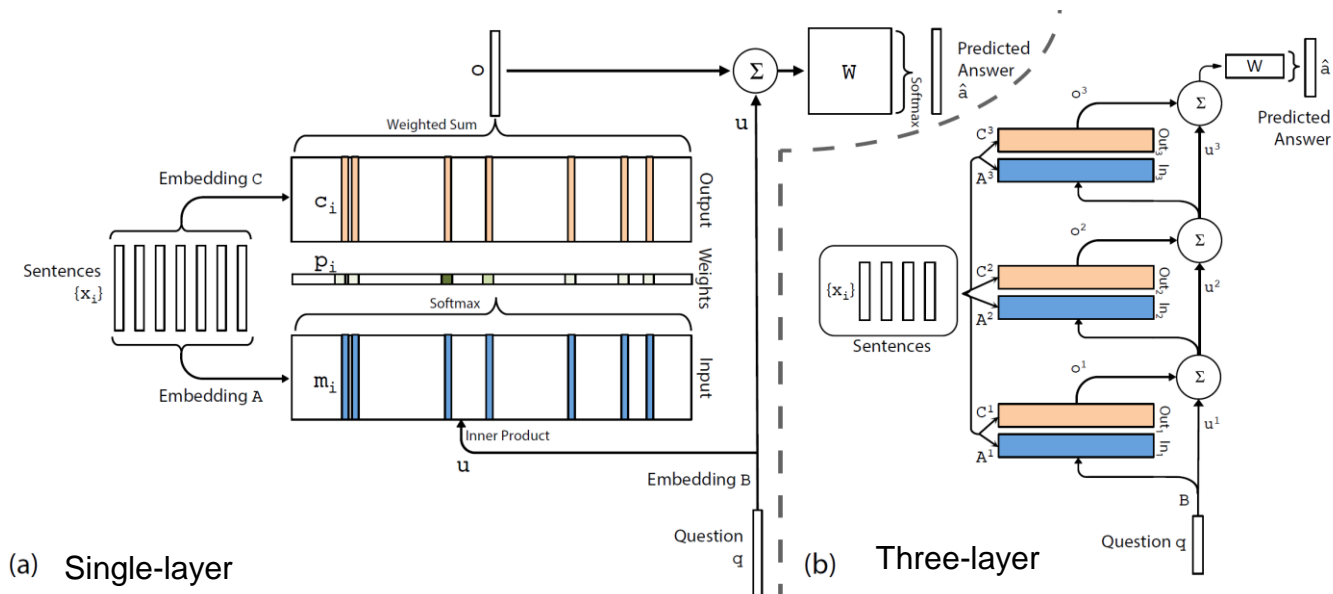 o
Σ
W
Softmax
Predicted
Answer
â
u
Weighted Sum
Embedding C
c_i
Output
Sentences
{x_i}
p_i
Weights
Softmax
m_i
Input
Embedding A
Inner Product
u
Embedding B
Question
q
(a) Single-layer
W
â
Predicted
Answer
Σ
o³
C³
Out₃
A³
In₃
u³
Σ
o²
C²
Out₂
A²
In₂
u²
{x_i}
Sentences
Σ
o¹
C¹
Out₁
A¹
In₁
u¹
B
Question q
(b) Three-layer